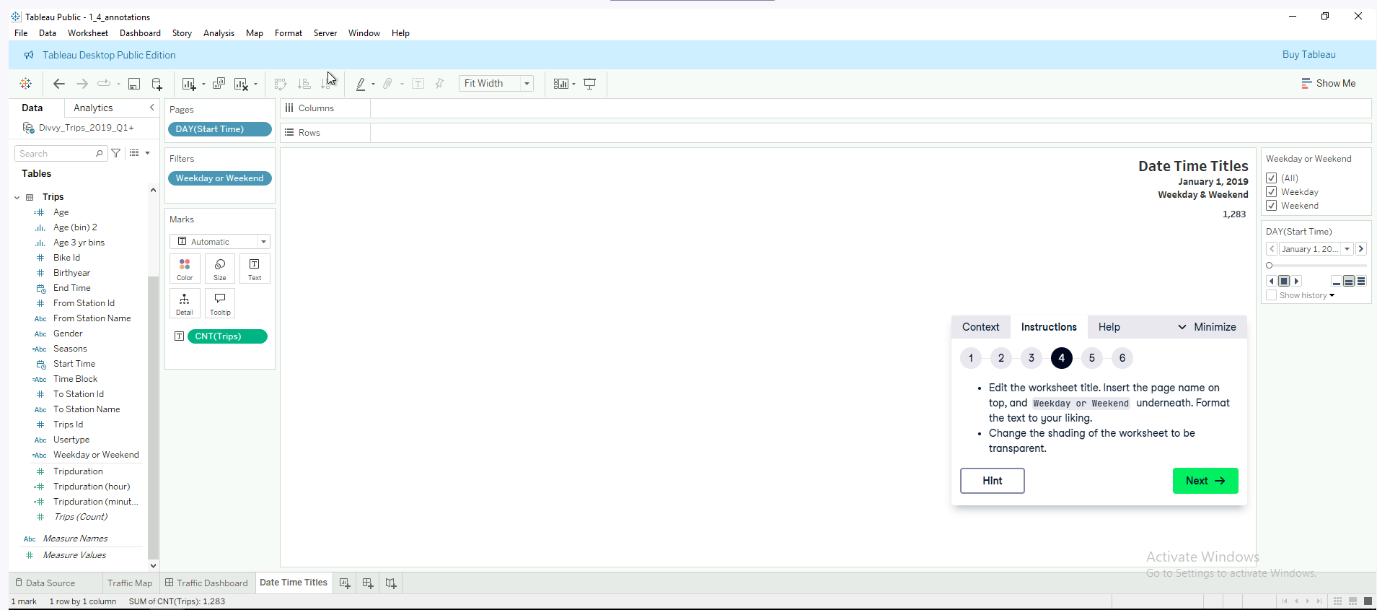 Tableau Public - 1_4_annotations
File Data Worksheet Dashboard Story Analysis Map Format Server Window Help
Tableau Desktop Public Edition
Buy Tableau
Fit Width
Show Me
Data Analytics
Divvy_Trips_2019_Q1+
Search
Tables
Trips
Age
Age (bin) 2
Age 3 yr bins
Bike Id
Birthyear
End Time
From Station Id
Abc From Station Name
Abc Gender
Abc Seasons
Start Time
Abc Time Block
To Station Id
Abc To Station Name
Trips Id
Abc Usertype
Abc Weekday or Weekend
Tripduration
Tripduration (hour)
Tripduration (minut...
Trips (Count)
Abc Measure Names
Measure Values
Pages
DAY(Start Time)
Filters
Weekday or Weekend
Marks
Automatic
Color Size Text
Detail Tooltip
CNT(Trips)
Columns
Rows
Date Time Titles
January 1, 2019
Weekday & Weekend
1,283
Weekday or Weekend
(All)
Weekday
Weekend
DAY(Start Time)
January 1, 20...
Show history
Context Instructions Help Minimize
1 2 3 4 5 6
• Edit the worksheet title. Insert the page name on
top, and Weekday or Weekend underneath. Format
the text to your liking.
• Change the shading of the worksheet to be
transparent.
Hint Next →
Activate Windows
Go to Settings to activate Windows.
Data Source Traffic Map Traffic Dashboard Date Time Titles
1 mark 1 row by 1 column SUM of CNT(Trips): 1,283